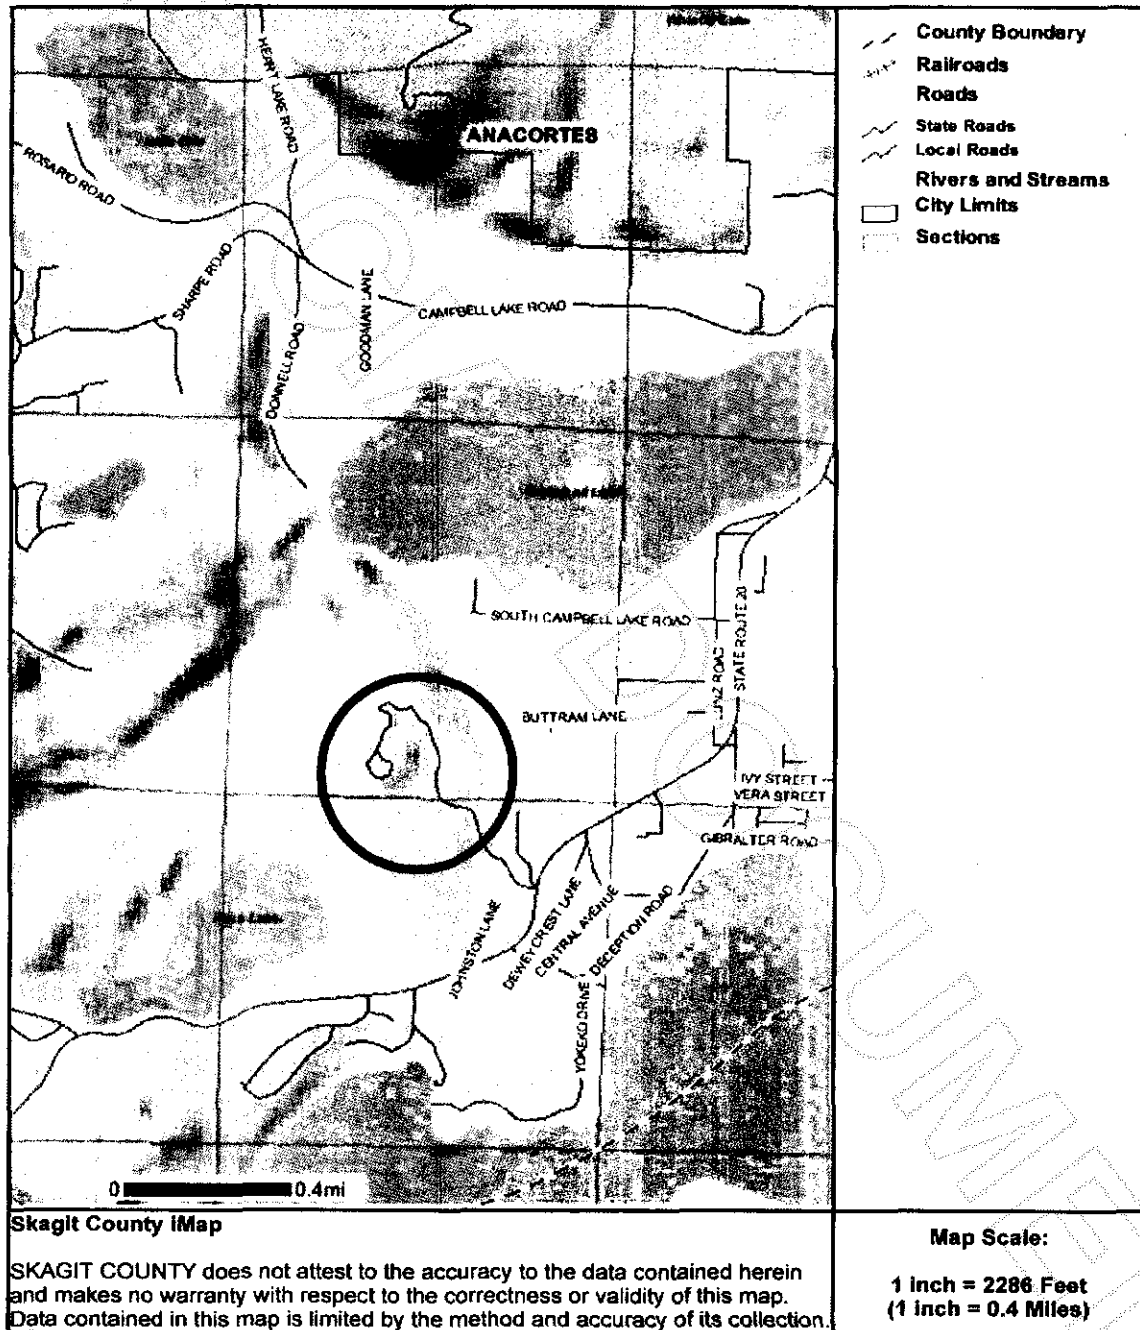 County Boundary
Railroads
Roads
State Roads
Local Roads
Rivers and Streams
City Limits
Sections
HEART LAKE ROAD
ANACORTES
ROSARIO ROAD
SHARPE ROAD
GOODMAN LANE
CAMPBELL LAKE ROAD
DONNELL ROAD
SOUTH CAMPBELL LAKE ROAD
STATE ROUTE 20
ROAD
BUTTRAM LANE
IVY STREET
VERA STREET
GIBRALTER ROAD
JOHNSTON LANE
DEWEY CREST LANE
CENTRAL AVENUE
DECEPTION ROAD
YOKEKO DRIVE
0 0.4mi
Skagit County iMap
SKAGIT COUNTY does not attest to the accuracy to the data contained herein
and makes no warranty with respect to the correctness or validity of this map.
Data contained in this map is limited by the method and accuracy of its collection.
Map Scale:
1 inch = 2286 Feet
(1 inch = 0.4 Miles)